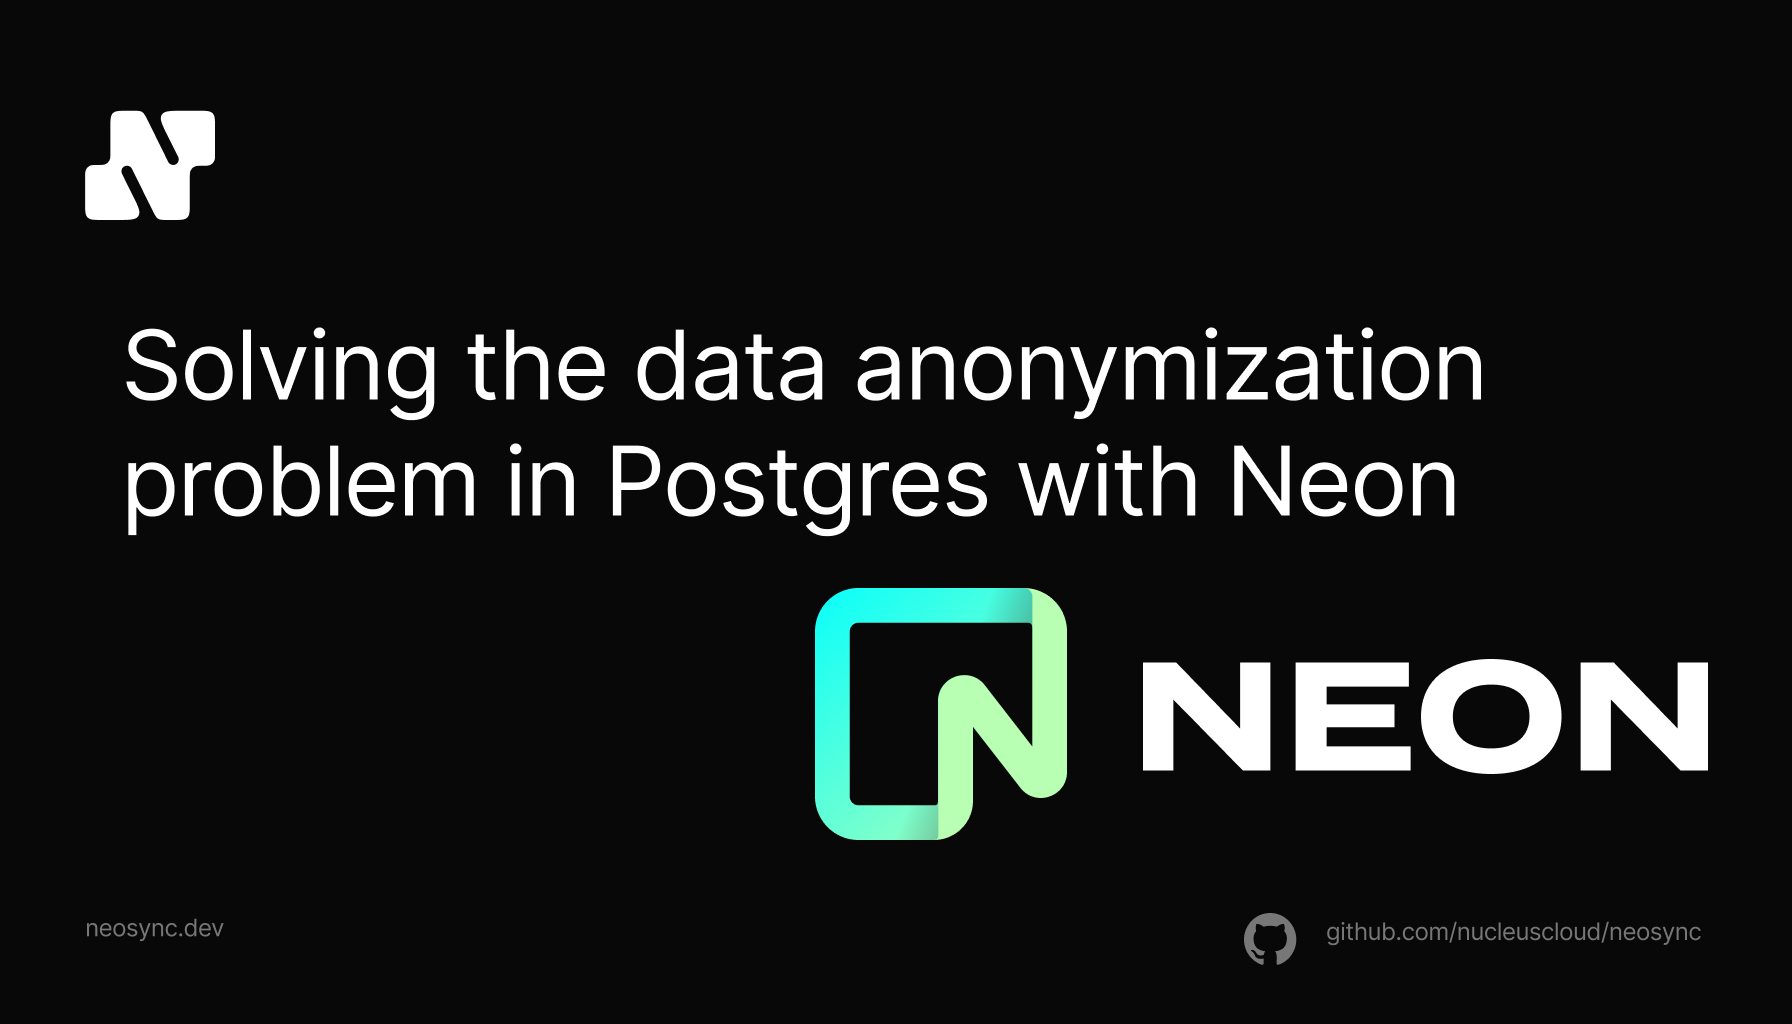 Solving the data anonymization
problem in Postgres with Neon
NEON
neosync.dev
github.com/nucleuscloud/neosync